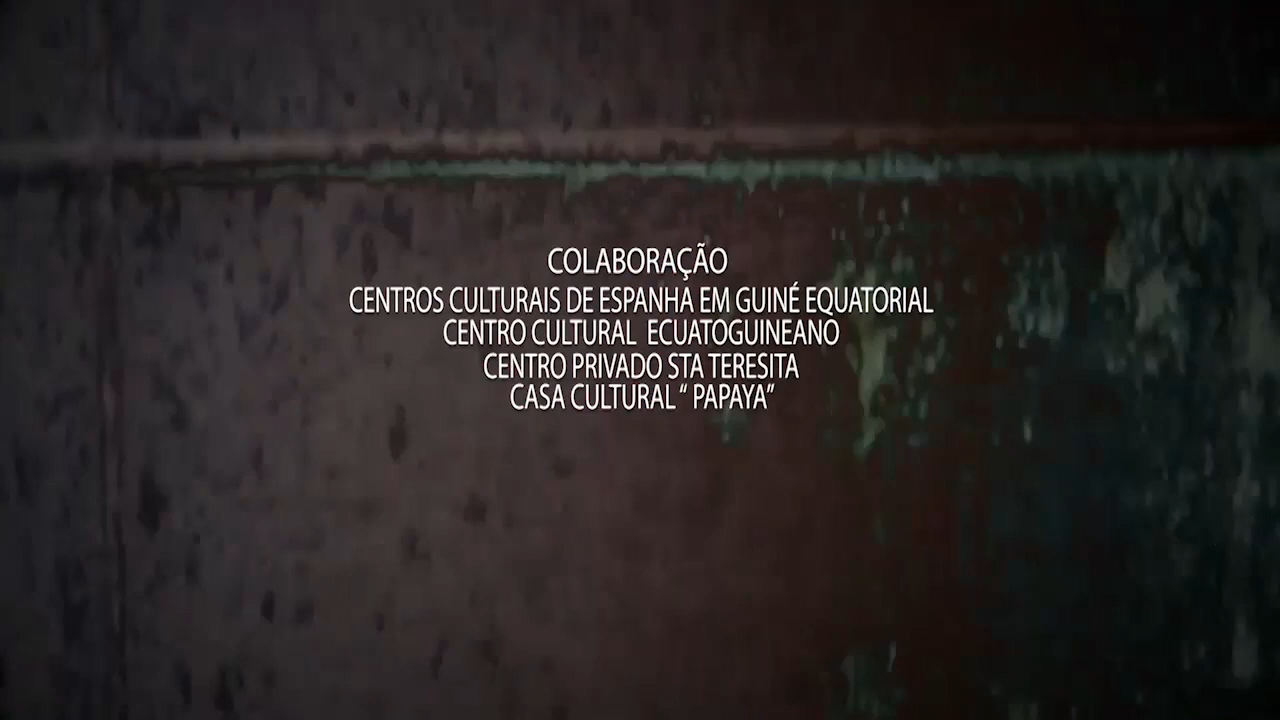 COLABORAÇÃO
CENTROS CULTURAIS DE ESPANHA EM GUINÉ EQUATORIAL
CENTRO CULTURAL ECUATOGUINEANO
CENTRO PRIVADO STA TERESITA
CASA CULTURAL “ PAPAYA”